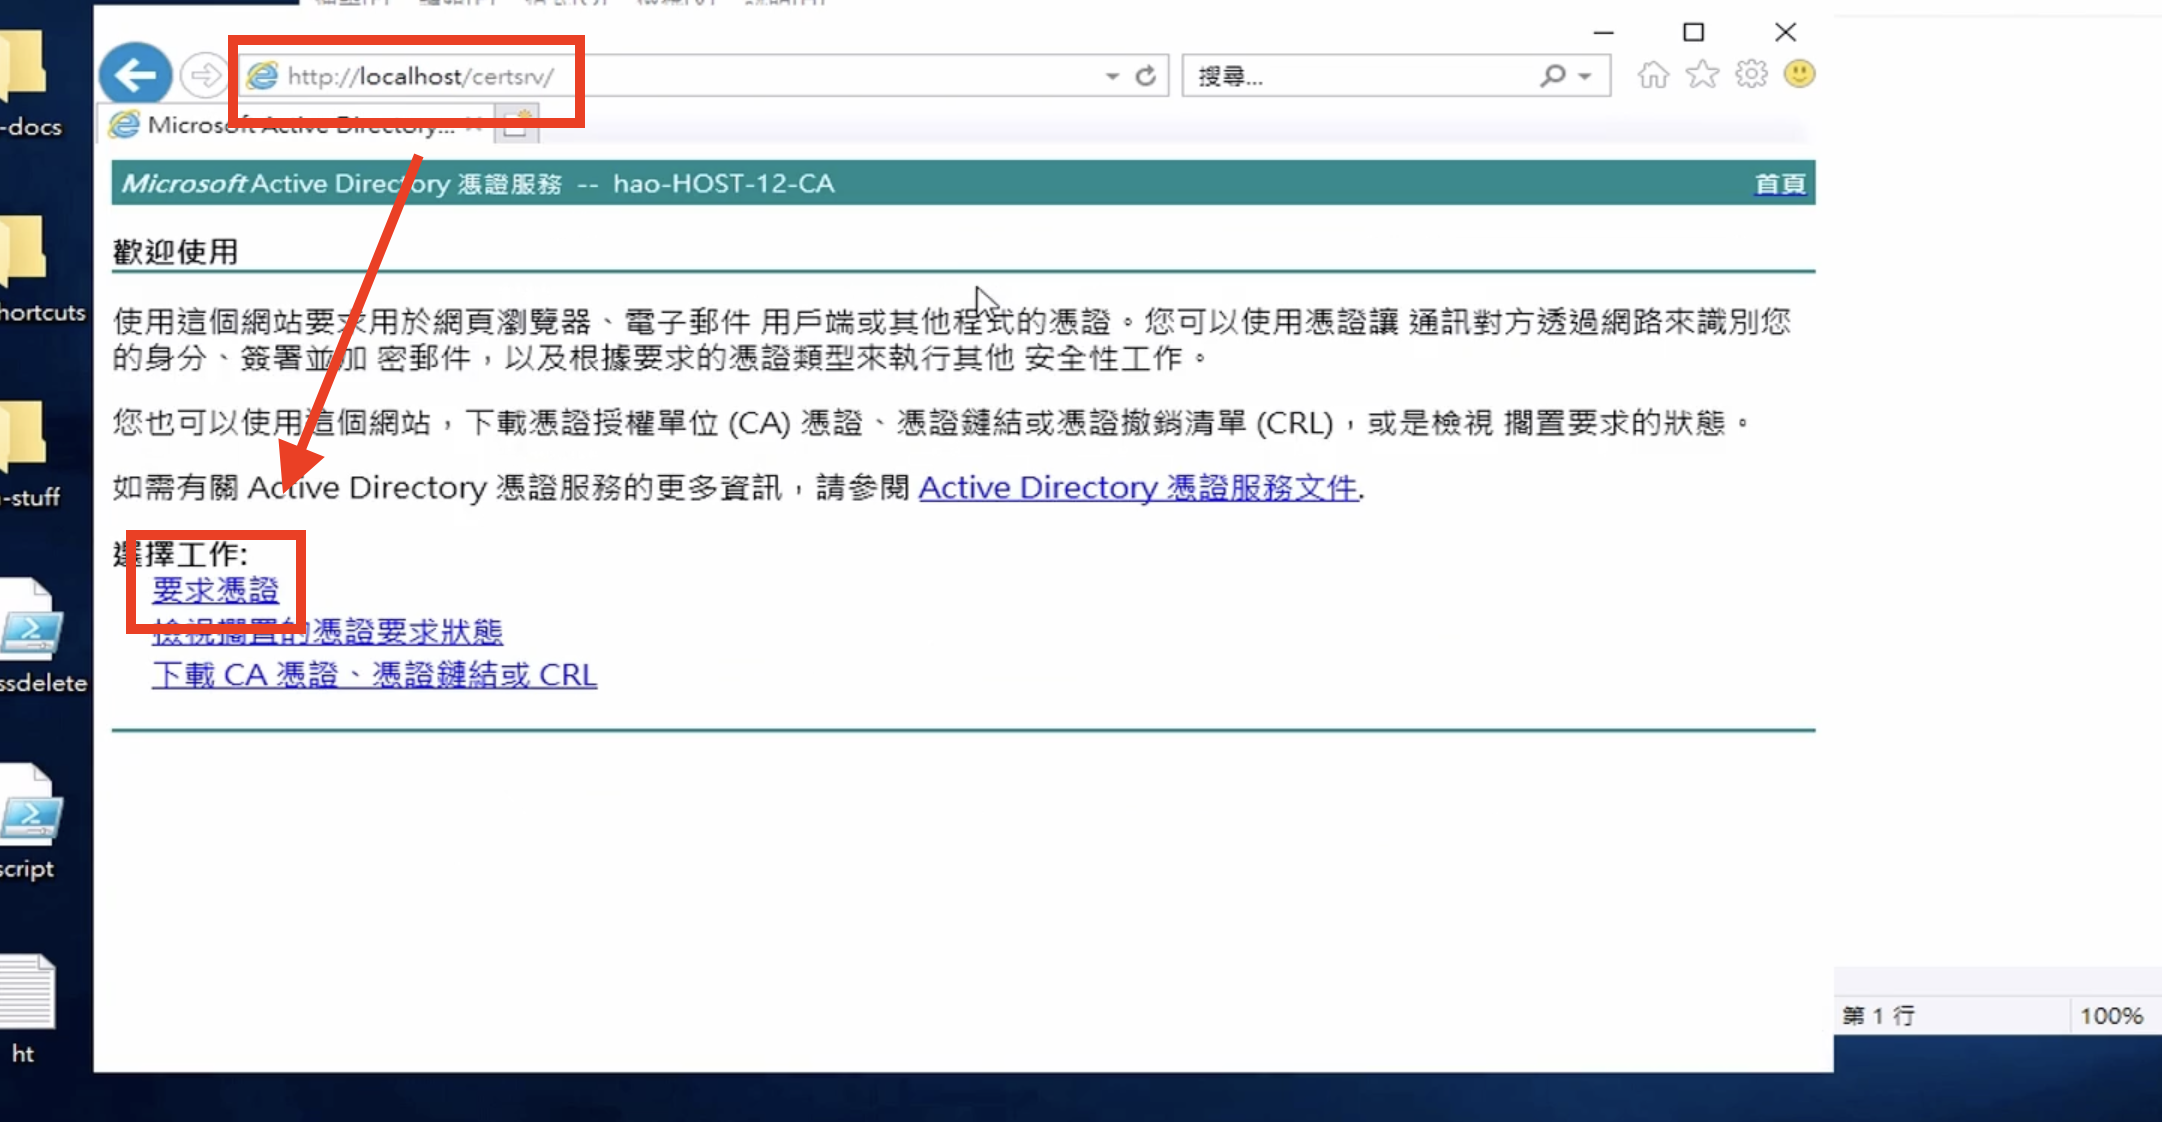 http://localhost/certsrv/
搜尋...
Microsoft Active Directory...
Microsoft Active Directory 憑證服務 -- hao-HOST-12-CA
首頁
歡迎使用
使用這個網站要求用於網頁瀏覽器、電子郵件 用戶端或其他程式的憑證。您可以使用憑證讓 通訊對方透過網路來識別您
的身分、簽署並加 密郵件，以及根據要求的憑證類型來執行其他 安全性工作。
您也可以使用這個網站，下載憑證授權單位 (CA) 憑證、憑證鏈結或憑證撤銷清單 (CRL)，或是檢視 擱置要求的狀態。
如需有關 Active Directory 憑證服務的更多資訊，請參閱 Active Directory 憑證服務文件.
選擇工作:
要求憑證
檢視擱置的憑證要求狀態
下載 CA 憑證、憑證鏈結或 CRL
-docs
hortcuts
-stuff
ssdelete
script
ht
第 1 行
100%